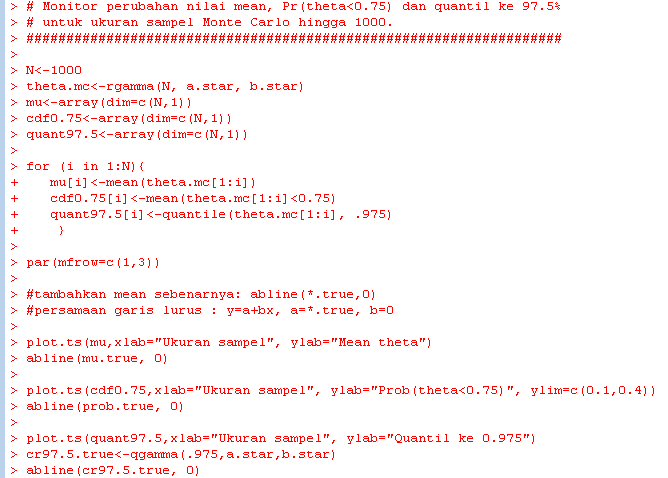 > # Monitor perubahan nilai mean, Pr(theta<0.75) dan quantil ke 97.5%
> # untuk ukuran sampel Monte Carlo hingga 1000.
> ###################################################################
>
> N<-1000
> theta.mc<-rgamma(N, a.star, b.star)
> mu<-array(dim=c(N,1))
> cdf0.75<-array(dim=c(N,1))
> quant97.5<-array(dim=c(N,1))
>
> for (i in 1:N){
+    mu[i]<-mean(theta.mc[1:i])
+    cdf0.75[i]<-mean(theta.mc[1:i]<0.75)
+    quant97.5[i]<-quantile(theta.mc[1:i], .975)
+     }
>
> par(mfrow=c(1,3))
>
> #tambahkan mean sebenarnya: abline(*.true,0)
> #persamaan garis lurus : y=a+bx, a=*.true, b=0
>
> plot.ts(mu,xlab="Ukuran sampel", ylab="Mean theta")
> abline(mu.true, 0)
>
> plot.ts(cdf0.75,xlab="Ukuran sampel", ylab="Prob(theta<0.75)", ylim=c(0.1,0.4))
> abline(prob.true, 0)
>
> plot.ts(quant97.5,xlab="Ukuran sampel", ylab="Quantil ke 0.975")
> cr97.5.true<-qgamma(.975,a.star,b.star)
> abline(cr97.5.true, 0)